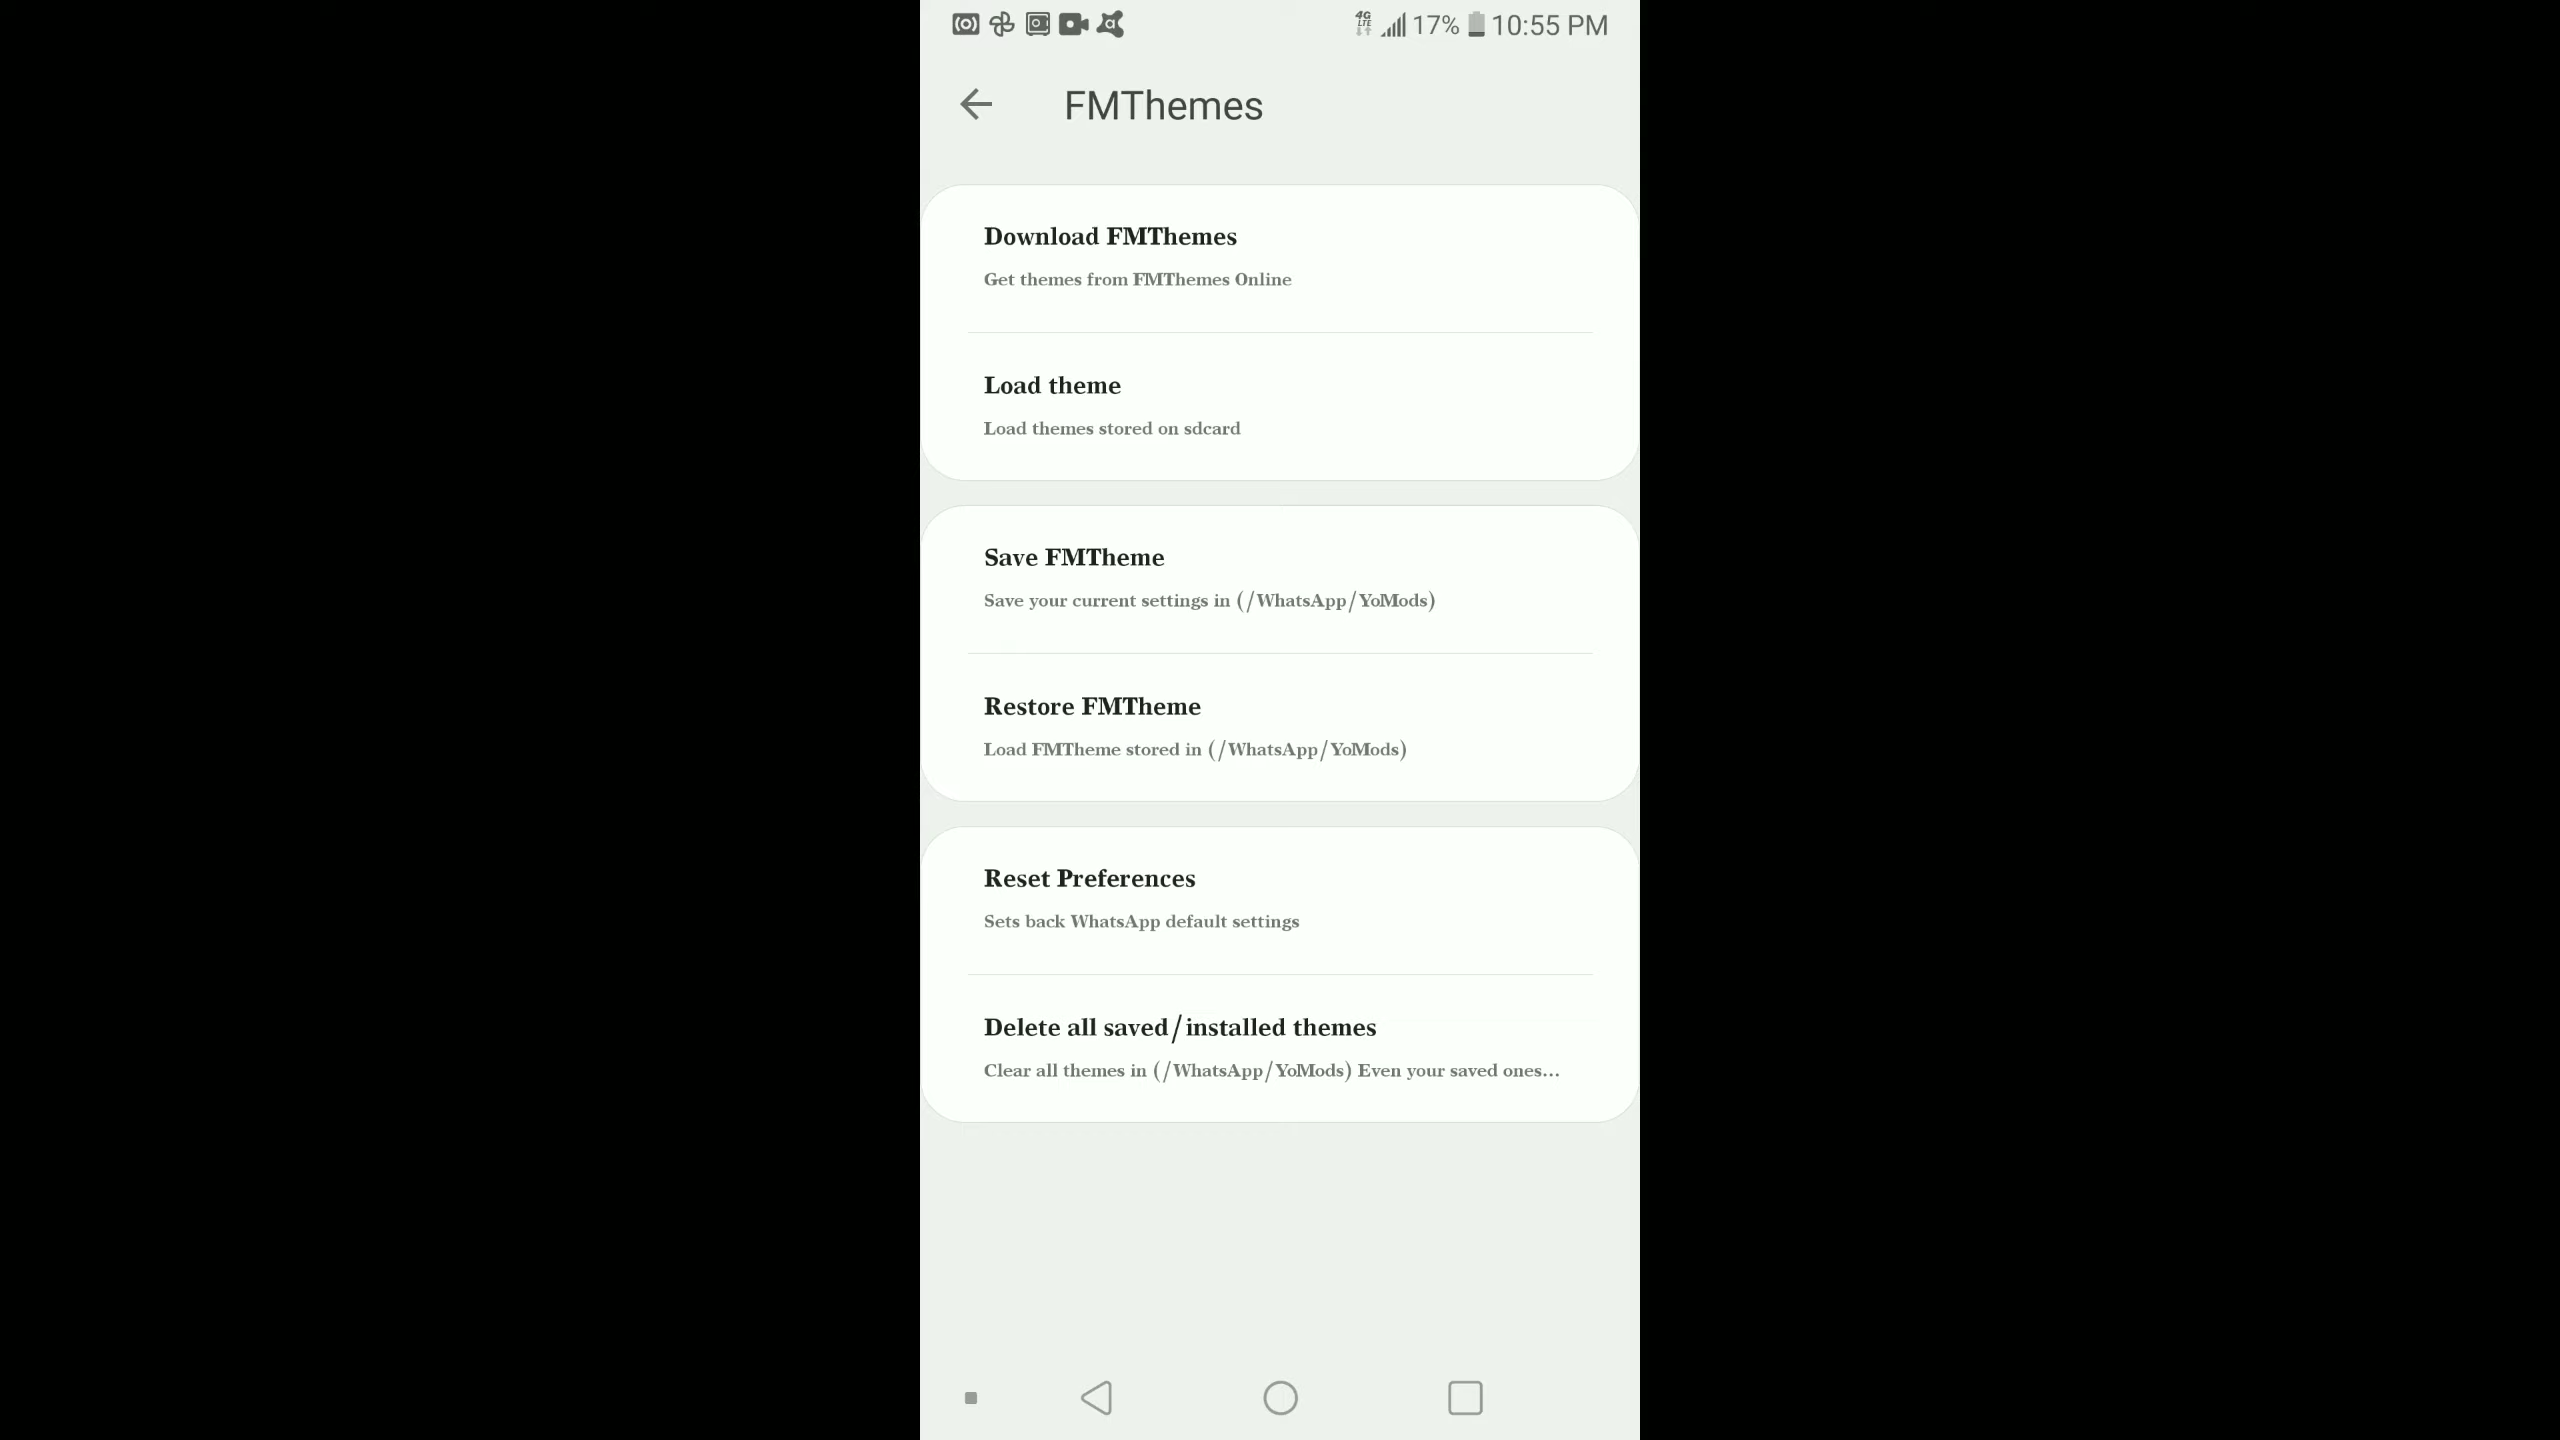 4G LTE 17% 10:55 PM
FMThemes
Download FMThemes
Get themes from FMThemes Online
Load theme
Load themes stored on sdcard
Save FMTheme
Save your current settings in (/WhatsApp/YoMods)
Restore FMTheme
Load FMTheme stored in (/WhatsApp/YoMods)
Reset Preferences
Sets back WhatsApp default settings
Delete all saved/installed themes
Clear all themes in (/WhatsApp/YoMods) Even your saved ones...